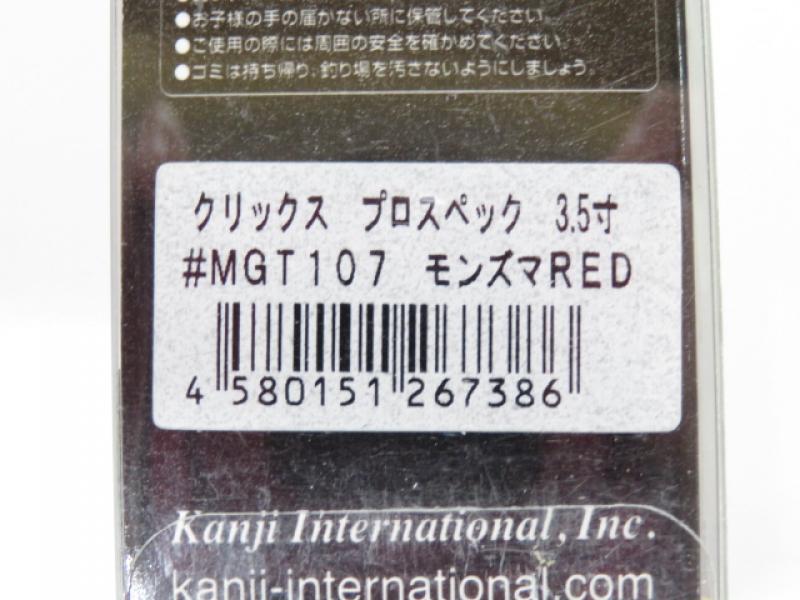 ●お子様の手の届かない所に保管してください。
●ご使用の際には周囲の安全を確かめてください。
●ゴミは持ち帰り、釣り場を汚さないようにしましょう。
クリックス プロスペック 3.5寸
#MGT107 モンズマRED
4 580151 267386
Kanji International, Inc.
kanji-international.com